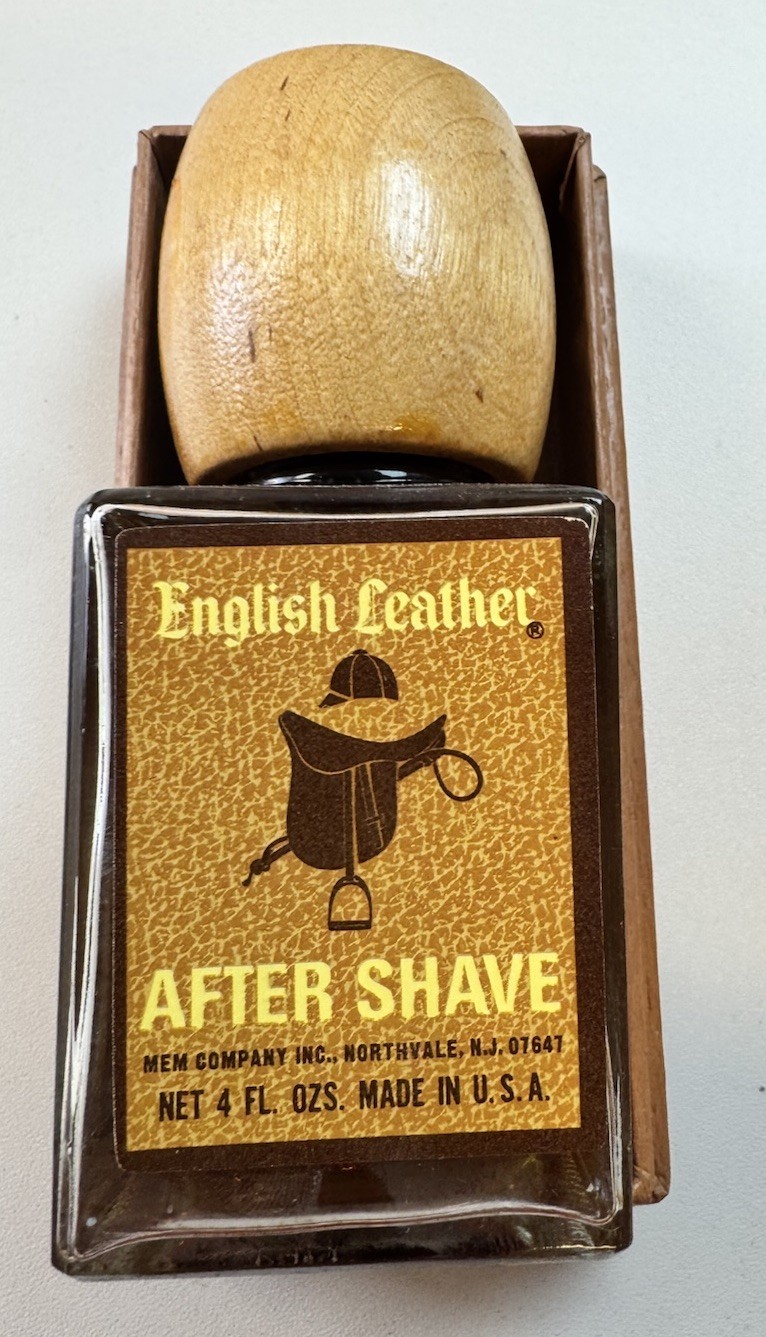 English Leather®
AFTER SHAVE
MEM COMPANY INC., NORTHVALE, N.J. 07647
NET 4 FL. OZS. MADE IN U.S.A.